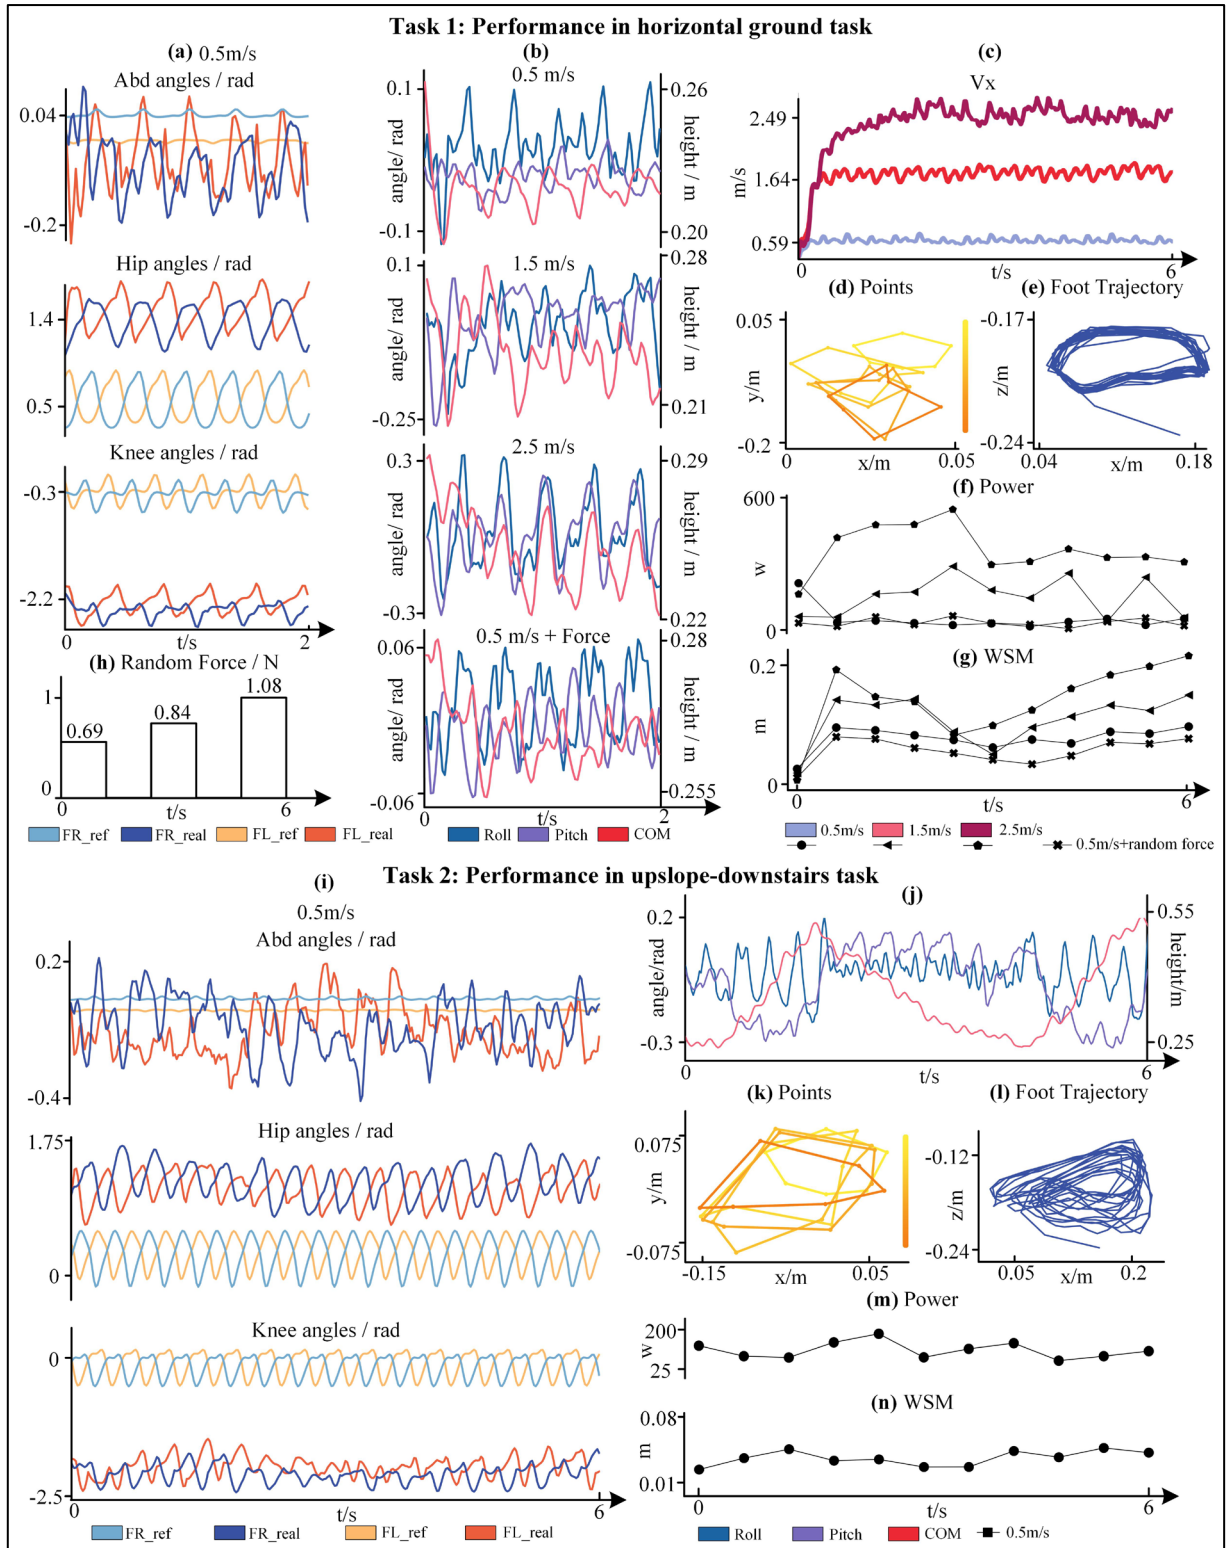 Task 1: Performance in horizontal ground task
(a) 0.5m/s
Abd angles / rad
0.04
-0.2
Hip angles / rad
1.4
0.5
Knee angles / rad
-0.3
-2.2
0
t/s
2
(h) Random Force / N
1
0.69
0.84
1.08
0
0
t/s
6
FR_ref
FR_real
FL_ref
FL_real
(b)
0.5 m/s
0.1
angle/ rad
-0.1
0.26
height / m
0.20
1.5 m/s
0.1
angle/ rad
-0.25
0.28
height / m
0.21
2.5 m/s
0.3
angle/ rad
-0.3
0.29
height / m
0.22
0.5 m/s + Force
0.06
angle/ rad
-0.06
0.28
height / m
0.255
0
t/s
2
Roll
Pitch
COM
(c)
Vx
2.49
1.64
0.59
m/s
0
t/s
6
(d) Points
0.05
y/m
-0.2
0
x/m
0.05
(e) Foot Trajectory
-0.17
z/m
-0.24
0.04
x/m
0.18
(f) Power
600
w
0
(g) WSM
0.2
m
0
0
t/s
6
0.5m/s
1.5m/s
2.5m/s
0.5m/s+random force
Task 2: Performance in upslope-downstairs task
(i)
0.5m/s
Abd angles / rad
0.2
-0.4
Hip angles / rad
1.75
0
Knee angles / rad
0
-2.5
0
t/s
6
FR_ref
FR_real
FL_ref
FL_real
(j)
0.2
angle/rad
-0.3
0.55
height/m
0.25
0
t/s
6
(k) Points
0.075
y/m
-0.075
-0.15
x/m
0.05
(l) Foot Trajectory
-0.12
z/m
-0.24
0.05
x/m
0.2
(m) Power
200
w
25
(n) WSM
0.08
m
0.01
0
t/s
6
Roll
Pitch
COM
0.5m/s